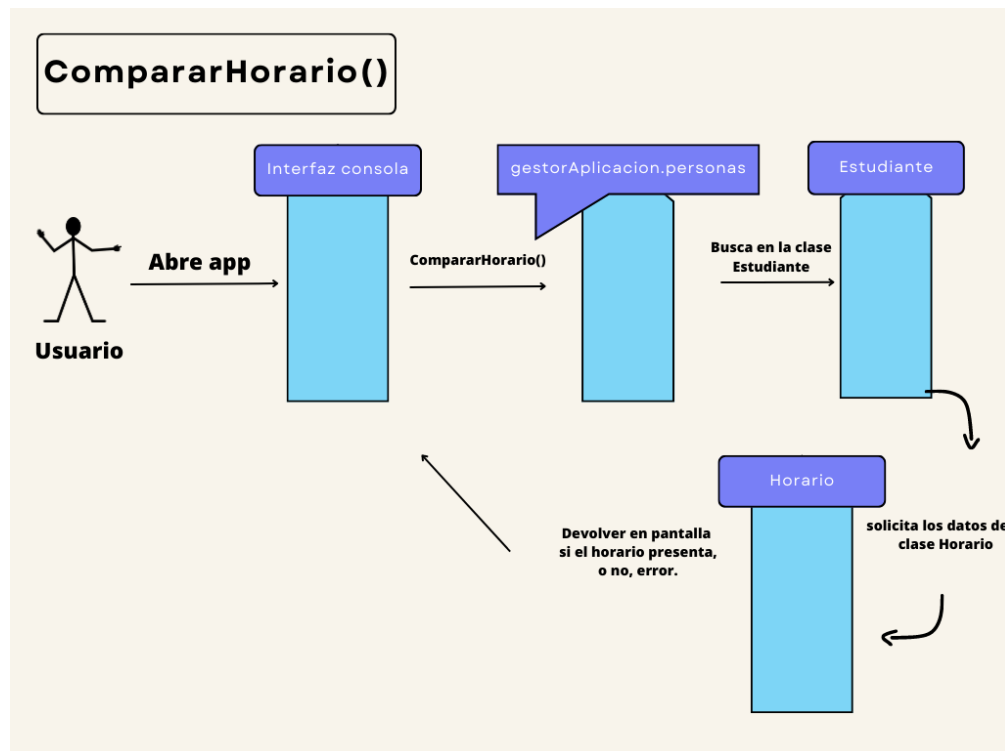 CompararHorario()
Interfaz consola
gestorAplicacion.personas
Estudiante
Abre app
CompararHorario()
Busca en la clase
Estudiante
Usuario
Horario
solicita los datos de
clase Horario
Devolver en pantalla
si el horario presenta,
o no, error.